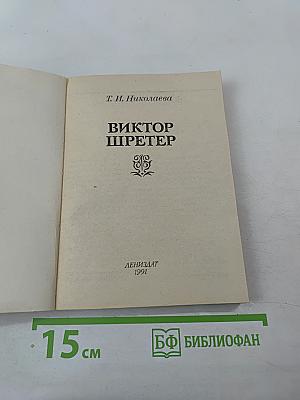 Т. И. Николаева
ВИКТОР
ШРЕТЕР
ЛЕНИЗДАТ
1991
15 см
БФ БИБЛИОФАН